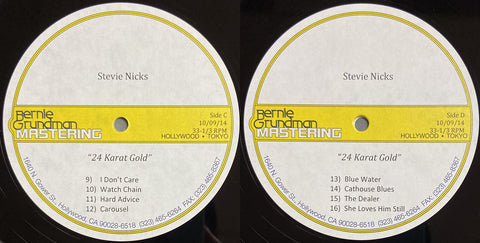 Stevie Nicks
Bernie
Grundman
MASTERING
Side C
10/09/14
33-1/3 RPM
HOLLYWOOD • TOKYO
"24 Karat Gold"
9) I Don't Care
10) Watch Chain
11) Hard Advice
12) Carousel
1640 N. Gower St., Hollywood, CA 90028-6518 (323) 465-6264 FAX: (323) 465-8367
Stevie Nicks
Bernie
Grundman
MASTERING
Side D
10/09/14
33-1/3 RPM
HOLLYWOOD • TOKYO
"24 Karat Gold"
13) Blue Water
14) Cathouse Blues
15) The Dealer
16) She Loves Him Still
1640 N. Gower St., Hollywood, CA 90028-6518 (323) 465-6264 FAX: (323) 465-8367